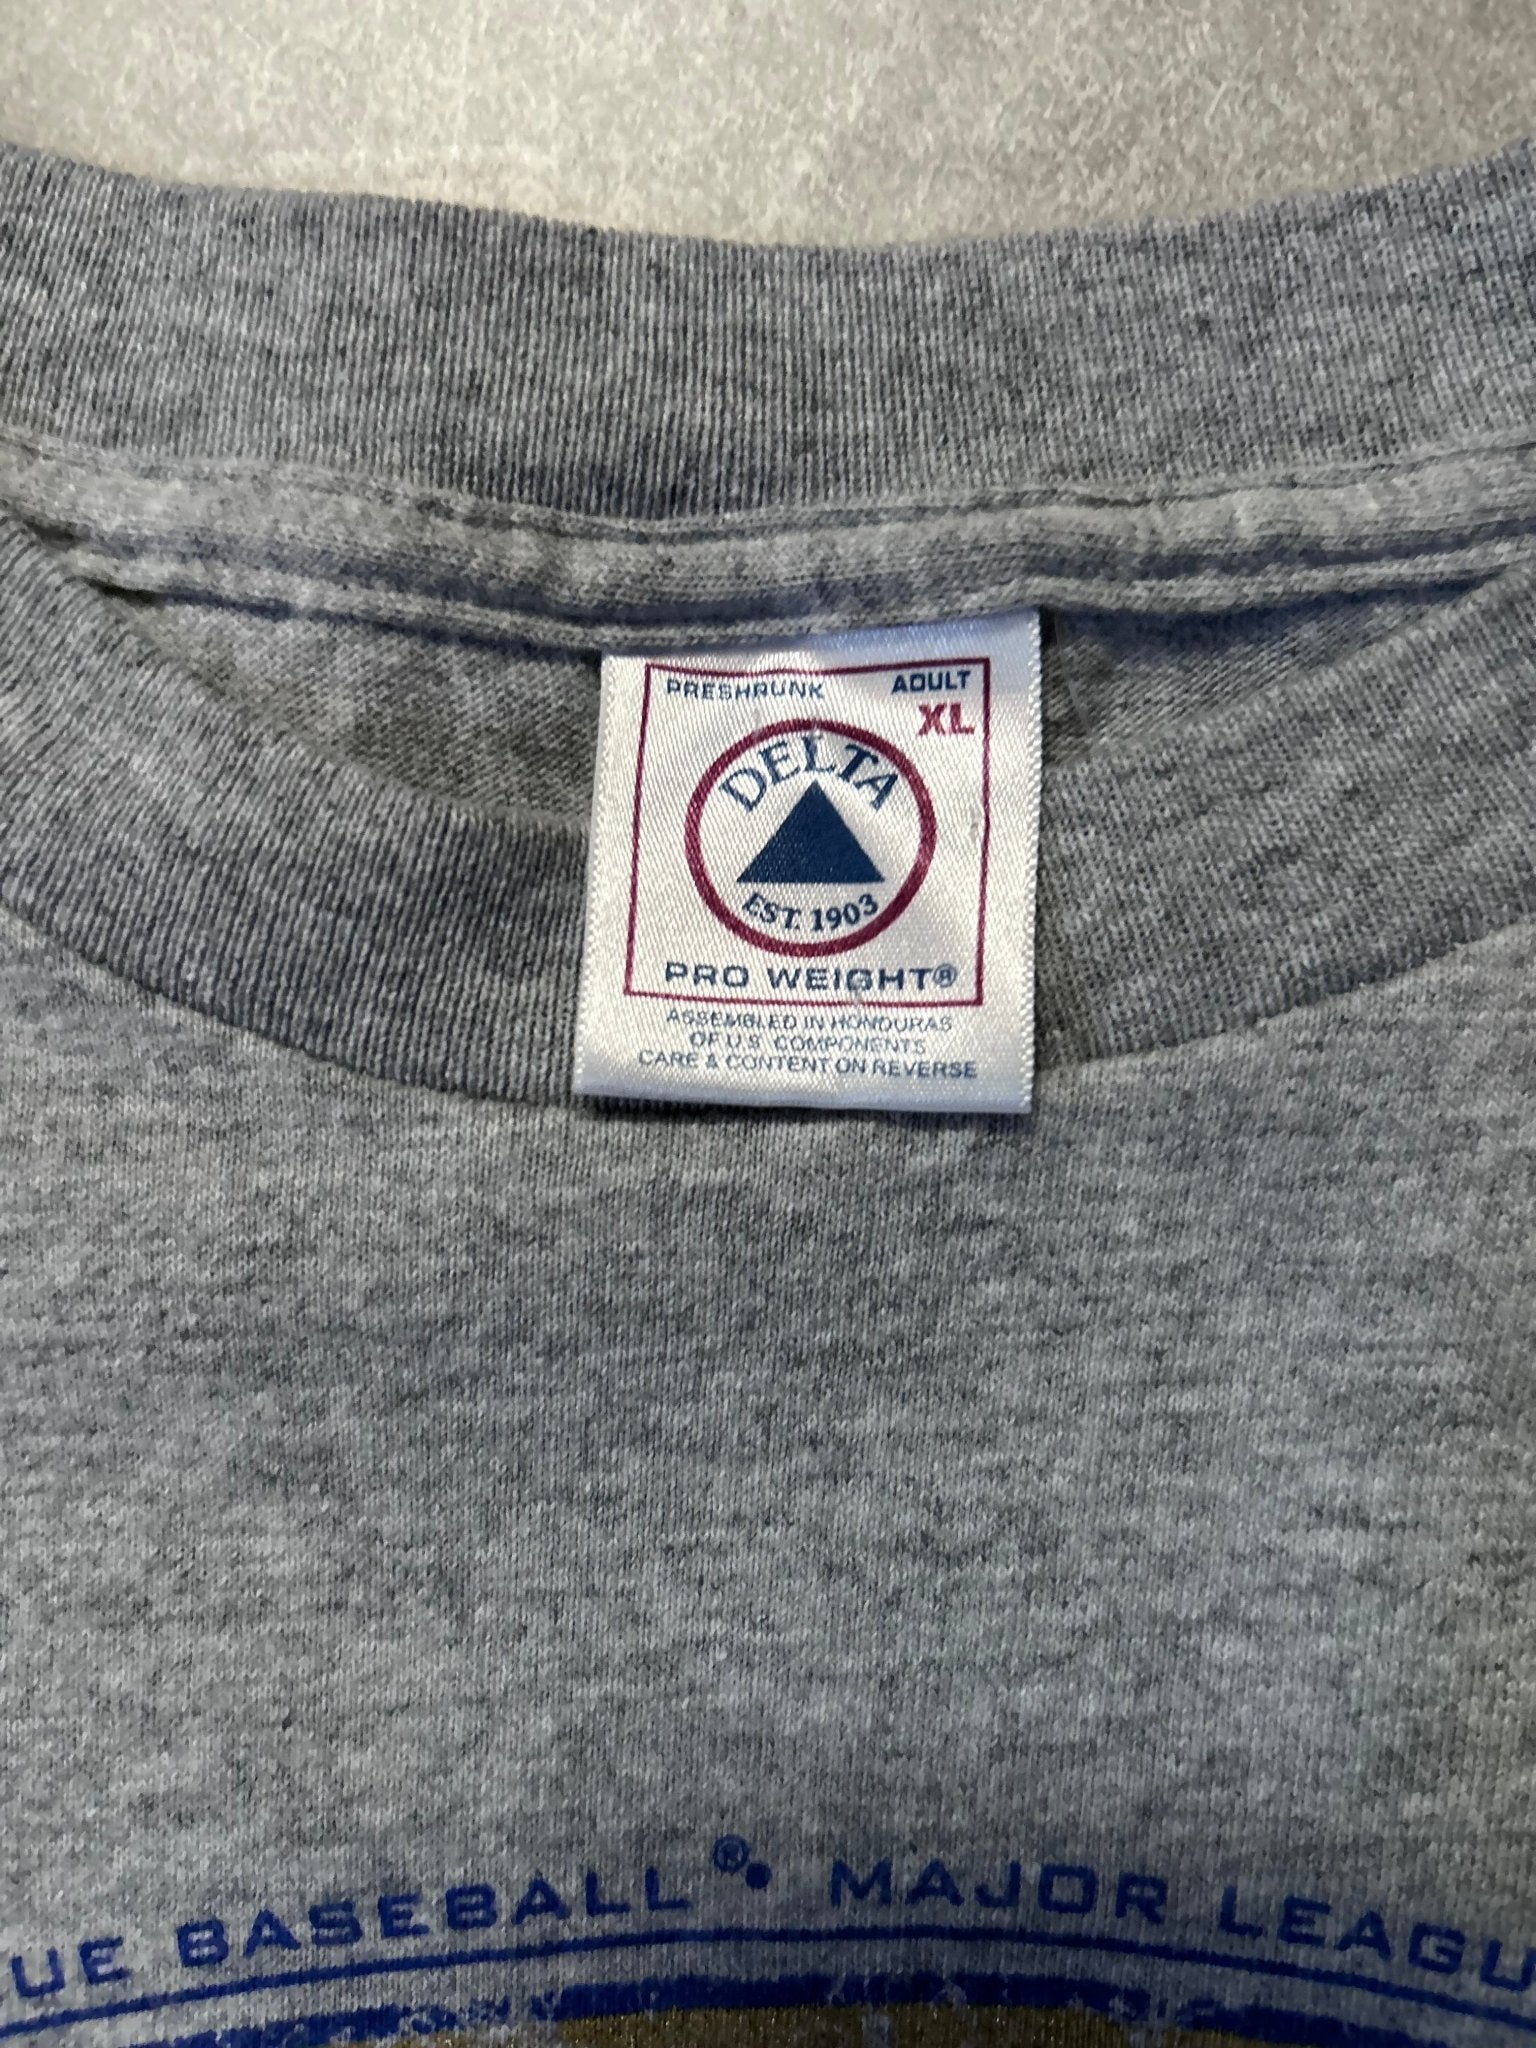 PRESHRUNK ADULT
XL
DELTA
EST. 1903
PRO WEIGHT®
ASSEMBLED IN HONDURAS
OF U.S. COMPONENTS
CARE & CONTENT ON REVERSE
UE BASEBALL®• MAJOR LEAGU